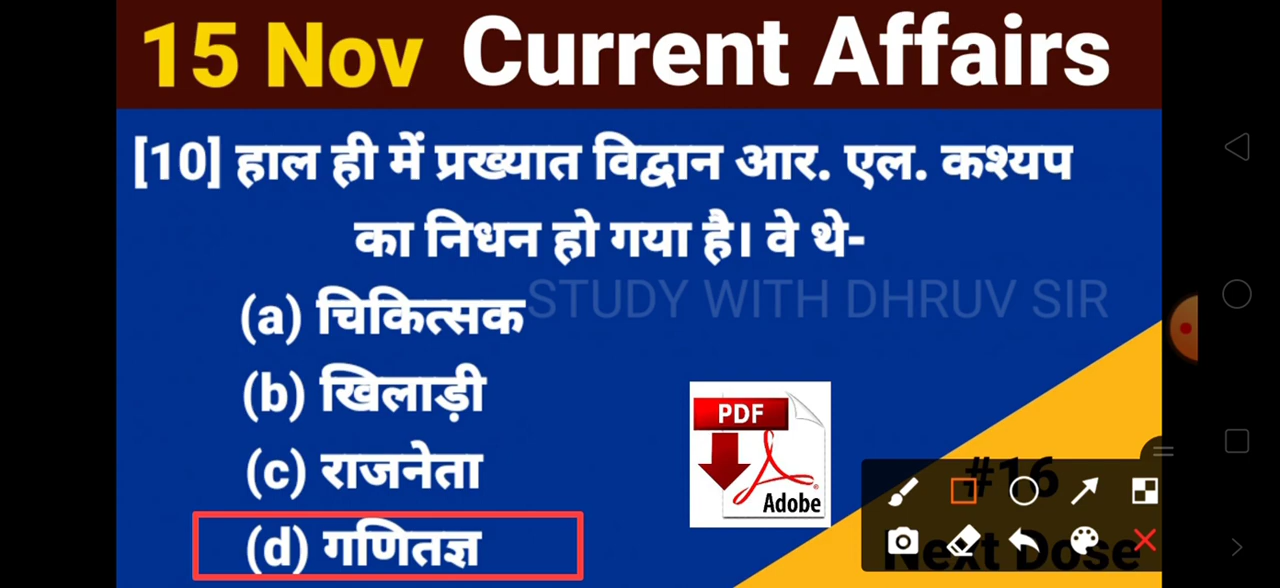 15 Nov Current Affairs
[10] हाल ही में प्रख्यात विद्वान आर. एल. कश्यप
का निधन हो गया है। वे थे-
STUDY WITH DHRUV SIR
(a) चिकित्सक
(b) खिलाड़ी
(c) राजनेता
(d) गणितज्ञ
PDF
Adobe
#16
Next Dose